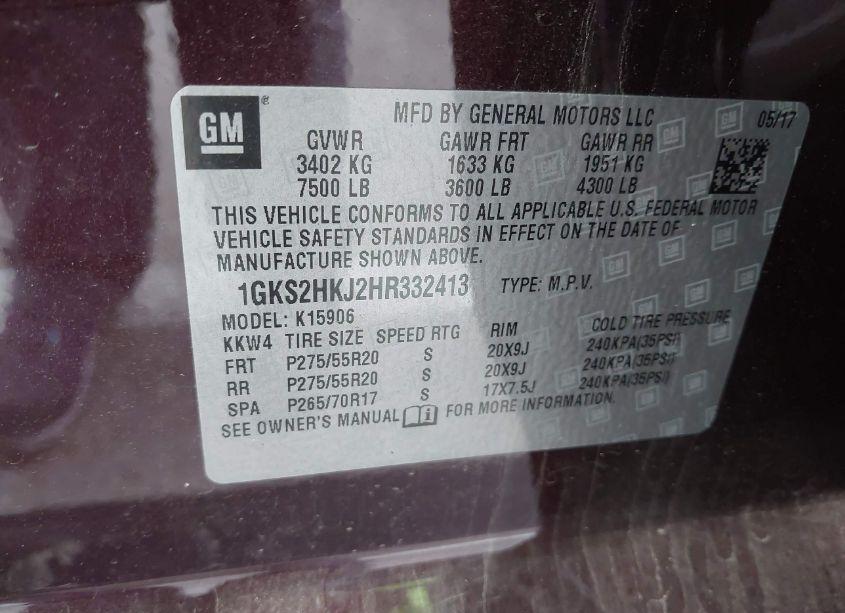 GM ®
MFD BY GENERAL MOTORS LLC 05/17
GVWR GAWR FRT GAWR RR
3402 KG 1633 KG 1951 KG
7500 LB 3600 LB 4300 LB
THIS VEHICLE CONFORMS TO ALL APPLICABLE U.S. FEDERAL MOTOR
VEHICLE SAFETY STANDARDS IN EFFECT ON THE DATE OF
MANUFACTURE SHOWN ABOVE.
1GKS2HKJ2HR332413 TYPE: M.P.V.
MODEL: K15906
KKW4 TIRE SIZE SPEED RTG RIM COLD TIRE PRESSURE
FRT P275/55R20 S 20X9J 240KPA(35PSI)
RR P275/55R20 S 20X9J 240KPA(35PSI)
SPA P265/70R17 S 17X7.5J 240KPA(35PSI)
SEE OWNER'S MANUAL FOR MORE INFORMATION.